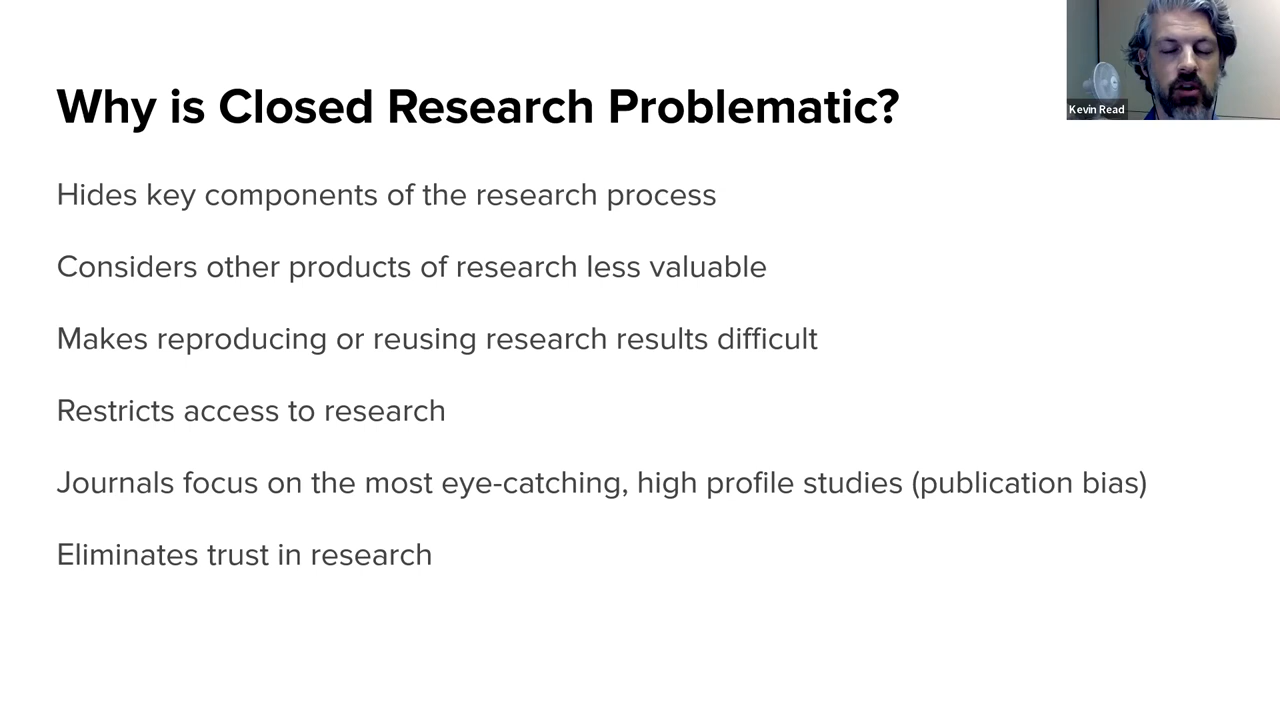 Why is Closed Research Problematic?
Kevin Read
Hides key components of the research process
Considers other products of research less valuable
Makes reproducing or reusing research results difficult
Restricts access to research
Journals focus on the most eye-catching, high profile studies (publication bias)
Eliminates trust in research